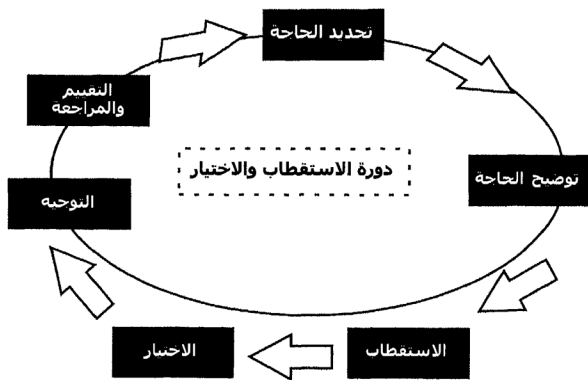 تحديد الحاجة
التقييم
والمراجعة
دورة الاستقطاب والاختيار
توضيح الحاجة
التوجيه
الاستقطاب
الاختيار